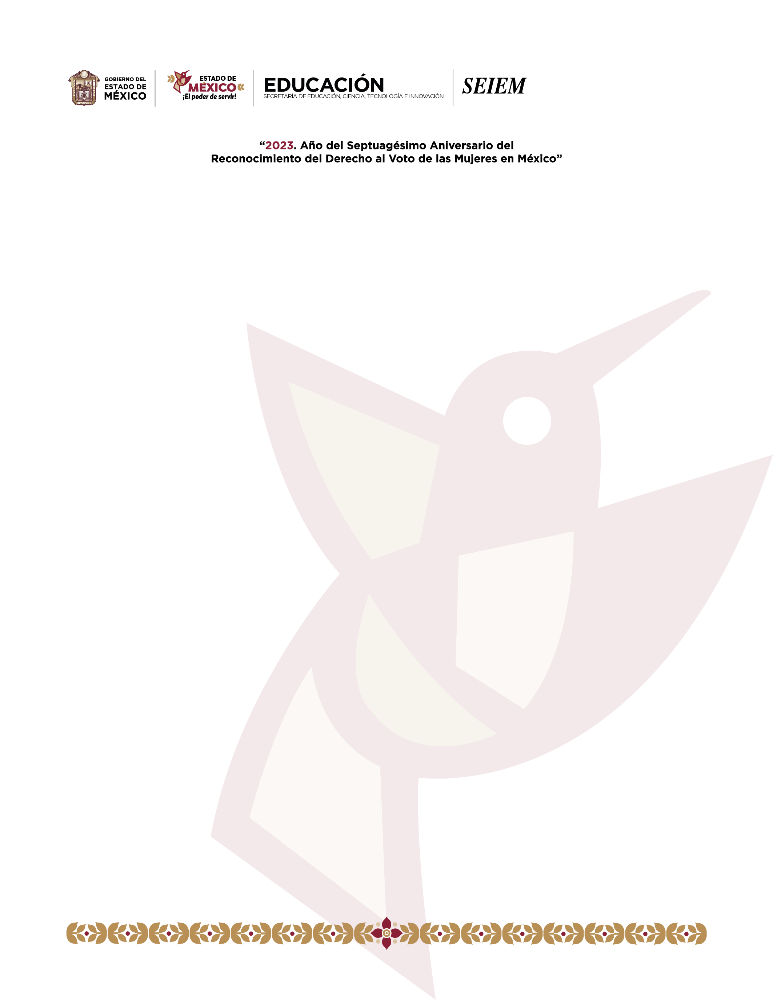 GOBIERNO DEL
ESTADO DE
MÉXICO
ESTADO DE
MÉXICO
¡El poder de servir!
EDUCACIÓN
SECRETARÍA DE EDUCACIÓN, CIENCIA, TECNOLOGÍA E INNOVACIÓN
SEIEM
“2023. Año del Septuagésimo Aniversario del
Reconocimiento del Derecho al Voto de las Mujeres en México”